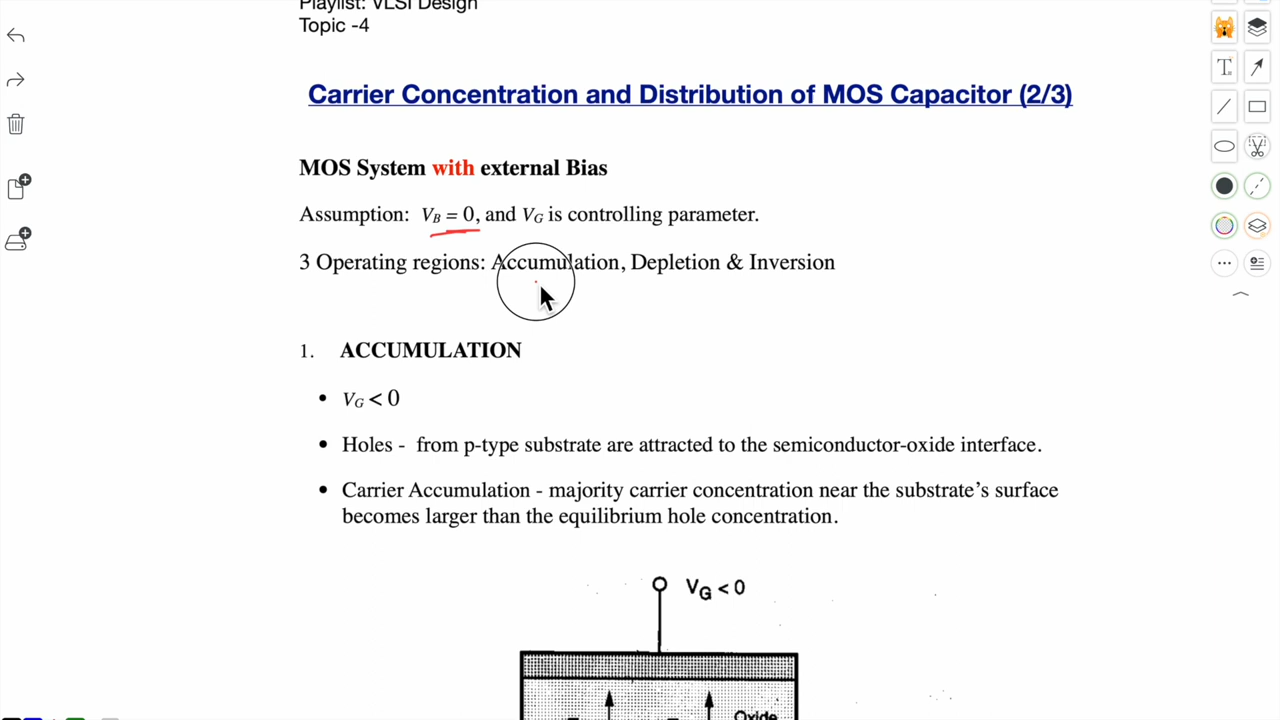 Playlist: VLSI Design
Topic -4
Carrier Concentration and Distribution of MOS Capacitor (2/3)
MOS System with external Bias
Assumption: VB = 0, and VG is controlling parameter.
3 Operating regions: Accumulation, Depletion & Inversion
1. ACCUMULATION
• VG < 0
• Holes - from p-type substrate are attracted to the semiconductor-oxide interface.
• Carrier Accumulation - majority carrier concentration near the substrate’s surface
becomes larger than the equilibrium hole concentration.
VG < 0
Oxide